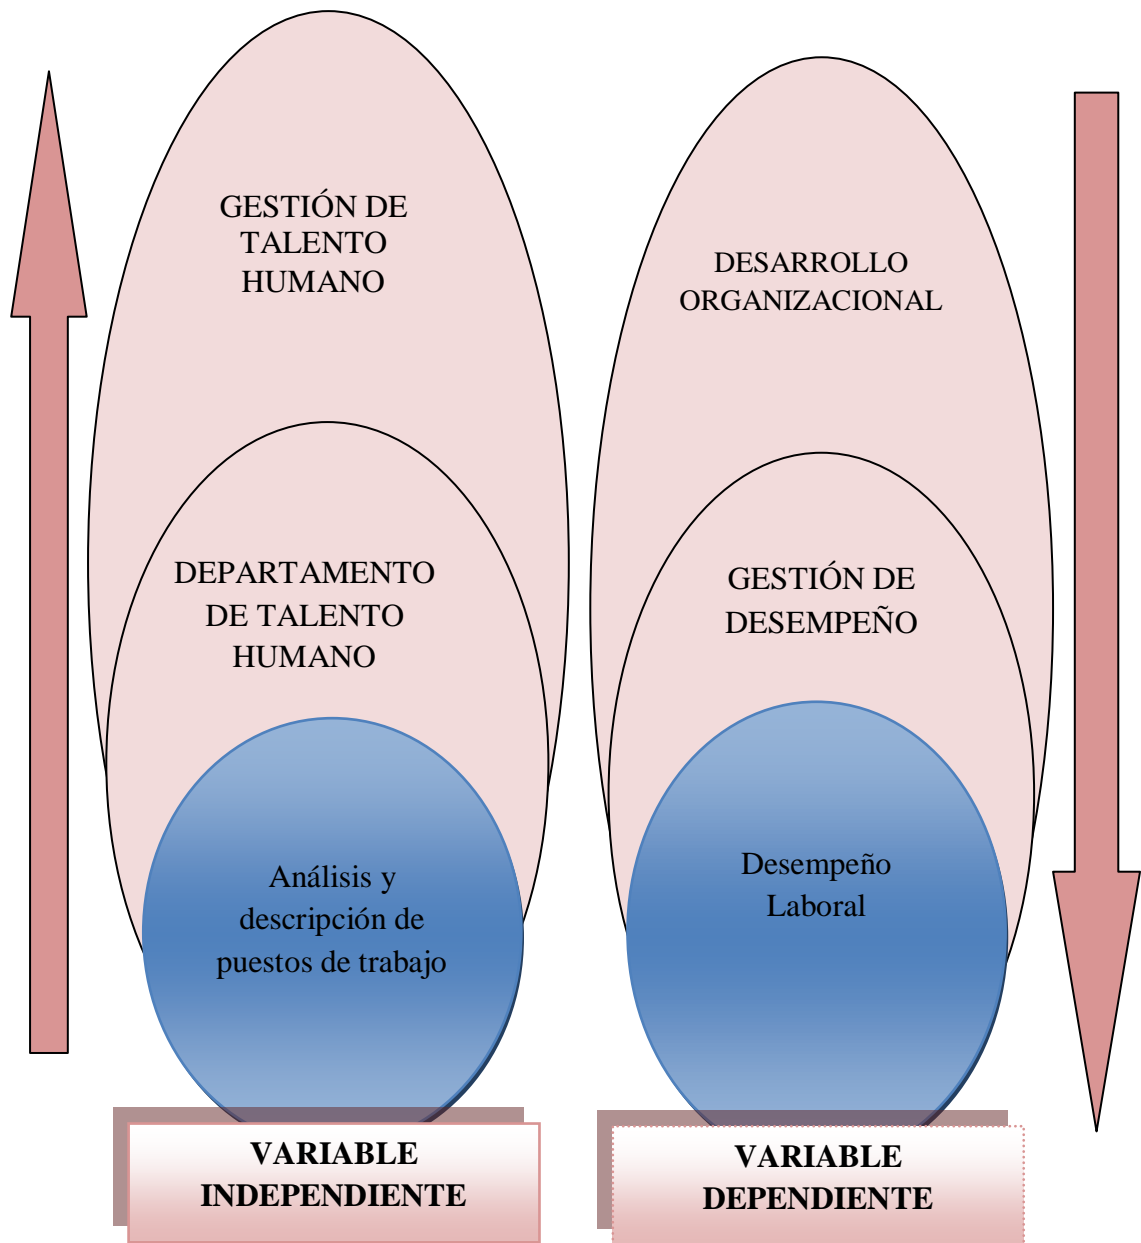 GESTIÓN DE
TALENTO
HUMANO
DEPARTAMENTO
DE TALENTO
HUMANO
Análisis y
descripción de
puestos de trabajo
VARIABLE
INDEPENDIENTE
DESARROLLO
ORGANIZACIONAL
GESTIÓN DE
DESEMPEÑO
Desempeño
Laboral
VARIABLE
DEPENDIENTE